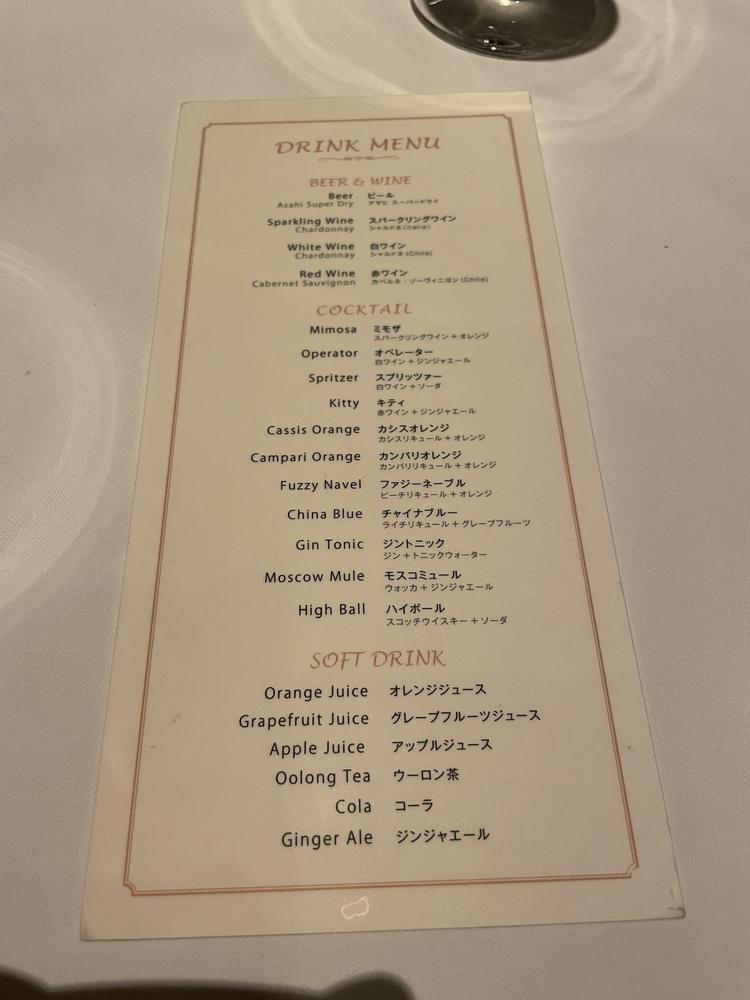 DRINK MENU
BEER & WINE
Beer ビール
Asahi Super Dry アサヒ スーパードライ
Sparkling Wine スパークリングワイン
Chardonnay シャルドネ (Italia)
White Wine 白ワイン
Chardonnay シャルドネ (Chile)
Red Wine 赤ワイン
Cabernet Sauvignon カベルネ・ソーヴィニヨン (Chile)
COCKTAIL
Mimosa ミモザ
スパークリングワイン + オレンジ
Operator オペレーター
白ワイン + ジンジャエール
Spritzer スプリッツァー
白ワイン + ソーダ
Kitty キティ
赤ワイン + ジンジャエール
Cassis Orange カシスオレンジ
カシスリキュール + オレンジ
Campari Orange カンパリオレンジ
カンパリリキュール + オレンジ
Fuzzy Navel ファジーネーブル
ピーチリキュール + オレンジ
China Blue チャイナブルー
ライチリキュール + グレープフルーツ
Gin Tonic ジントニック
ジン + トニックウォーター
Moscow Mule モスコミュール
ウォッカ + ジンジャエール
High Ball ハイボール
スコッチウイスキー + ソーダ
SOFT DRINK
Orange Juice オレンジジュース
Grapefruit Juice グレープフルーツジュース
Apple Juice アップルジュース
Oolong Tea ウーロン茶
Cola コーラ
Ginger Ale ジンジャエール